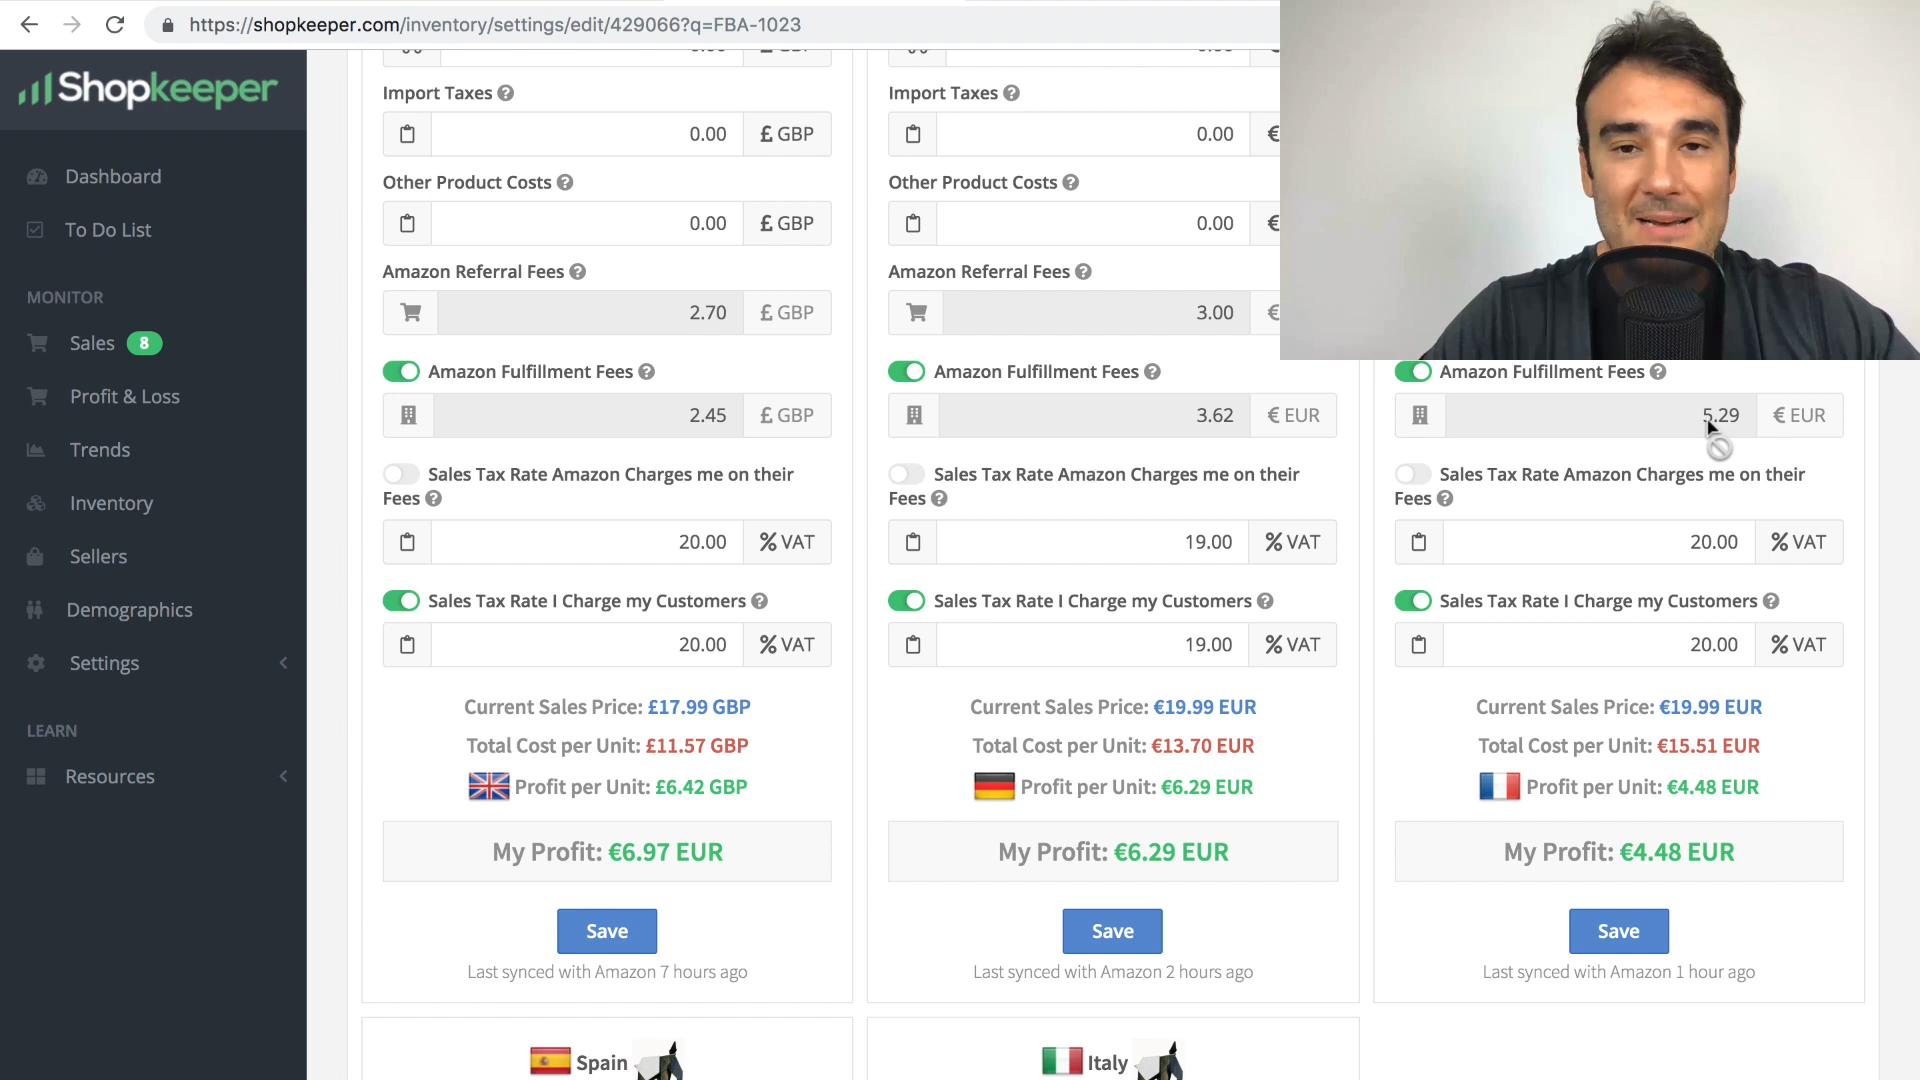 https://shopkeeper.com/inventory/settings/edit/429066?q=FBA-1023
Shopkeeper
Dashboard
To Do List
MONITOR
Sales 8
Profit & Loss
Trends
Inventory
Sellers
Demographics
Settings
LEARN
Resources
Import Taxes
0.00 £ GBP
Other Product Costs
0.00 £ GBP
Amazon Referral Fees
2.70 £ GBP
Amazon Fulfillment Fees
2.45 £ GBP
Sales Tax Rate Amazon Charges me on their
Fees
20.00 % VAT
Sales Tax Rate I Charge my Customers
20.00 % VAT
Current Sales Price: £17.99 GBP
Total Cost per Unit: £11.57 GBP
Profit per Unit: £6.42 GBP
My Profit: €6.97 EUR
Save
Last synced with Amazon 7 hours ago
Import Taxes
0.00 €
Other Product Costs
0.00 €
Amazon Referral Fees
3.00 €
Amazon Fulfillment Fees
3.62 € EUR
Sales Tax Rate Amazon Charges me on their
Fees
19.00 % VAT
Sales Tax Rate I Charge my Customers
19.00 % VAT
Current Sales Price: €19.99 EUR
Total Cost per Unit: €13.70 EUR
Profit per Unit: €6.29 EUR
My Profit: €6.29 EUR
Save
Last synced with Amazon 2 hours ago
Amazon Fulfillment Fees
5.29 € EUR
Sales Tax Rate Amazon Charges me on their
Fees
20.00 % VAT
Sales Tax Rate I Charge my Customers
20.00 % VAT
Current Sales Price: €19.99 EUR
Total Cost per Unit: €15.51 EUR
Profit per Unit: €4.48 EUR
My Profit: €4.48 EUR
Save
Last synced with Amazon 1 hour ago
Spain
Italy